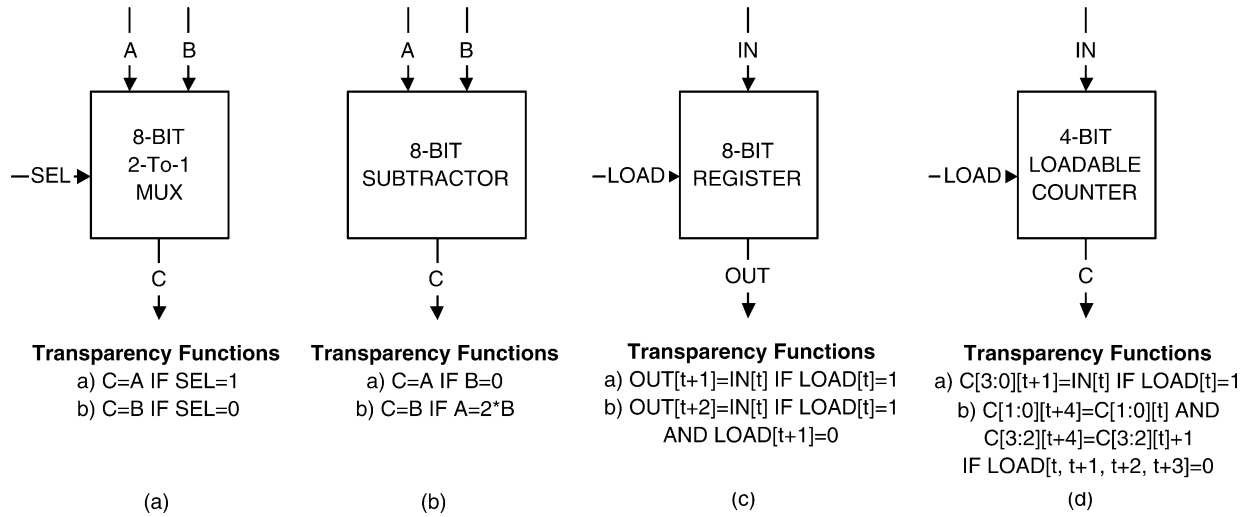 A B
8-BIT
2-To-1
MUX
SEL
C
Transparency Functions
a) C=A IF SEL=1
b) C=B IF SEL=0
(a)
A B
8-BIT
SUBTRACTOR
C
Transparency Functions
a) C=A IF B=0
b) C=B IF A=2*B
(b)
IN
8-BIT
REGISTER
LOAD
OUT
Transparency Functions
a) OUT[t+1]=IN[t] IF LOAD[t]=1
b) OUT[t+2]=IN[t] IF LOAD[t]=1
AND LOAD[t+1]=0
(c)
IN
4-BIT
LOADABLE
COUNTER
LOAD
C
Transparency Functions
a) C[3:0][t+1]=IN[t] IF LOAD[t]=1
b) C[1:0][t+4]=C[1:0][t] AND
C[3:2][t+4]=C[3:2][t]+1
IF LOAD[t, t+1, t+2, t+3]=0
(d)